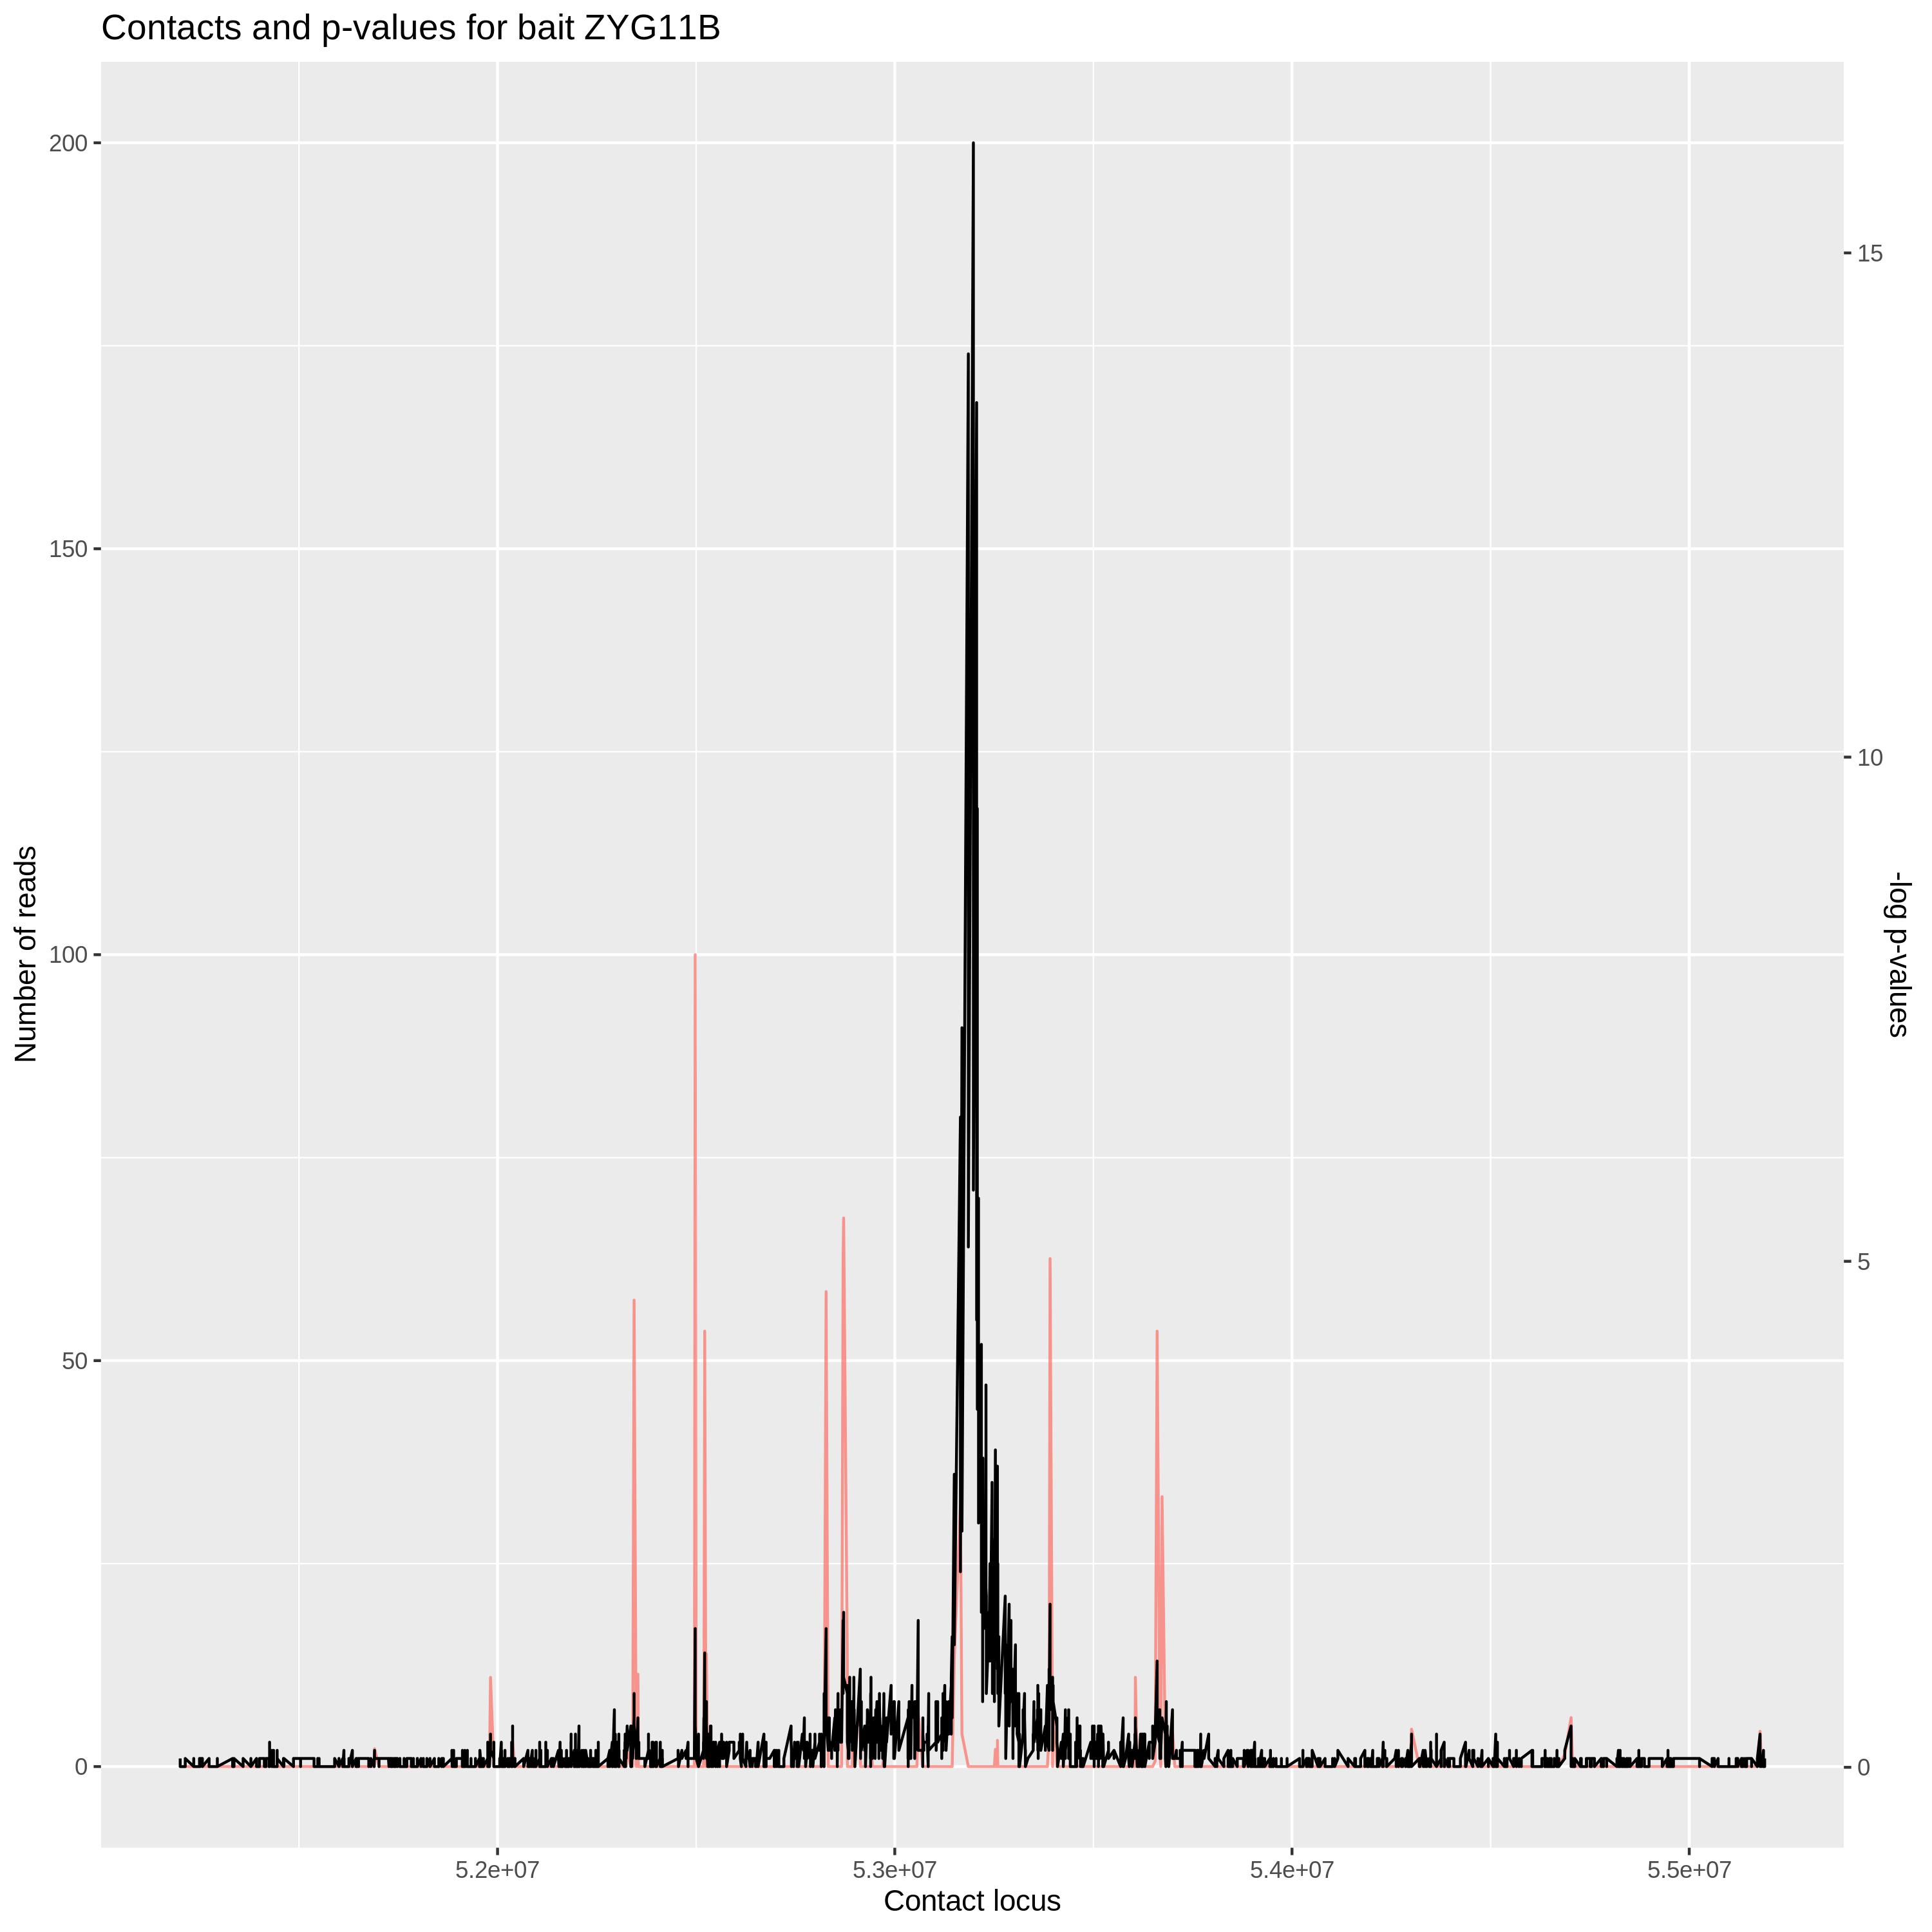 Contacts and p-values for bait ZYG11B
200
150
100
50
0
Number of reads
15
10
5
0
-log p-values
5.2e+07
5.3e+07
5.4e+07
5.5e+07
Contact locus